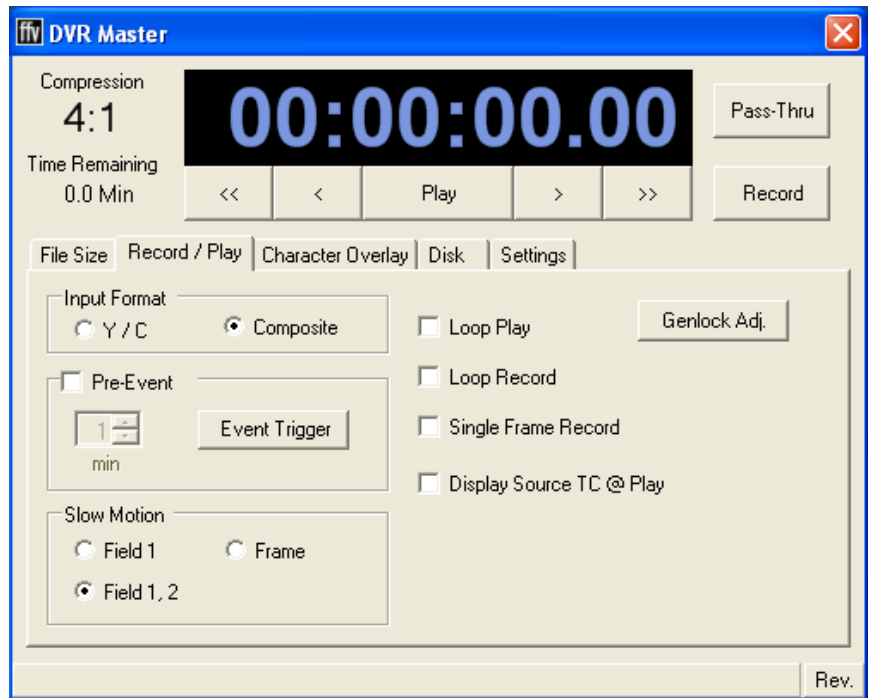 ffv DVR Master
Compression
4:1
00:00:00.00
Pass-Thru
Time Remaining
0.0 Min
<< < Play > >>
Record
File Size Record / Play Character Overlay Disk Settings
Input Format
Y / C Composite
Loop Play
Genlock Adj.
Pre-Event
Loop Record
1
Event Trigger
Single Frame Record
min
Display Source TC @ Play
Slow Motion
Field 1 Frame
Field 1, 2
Rev.